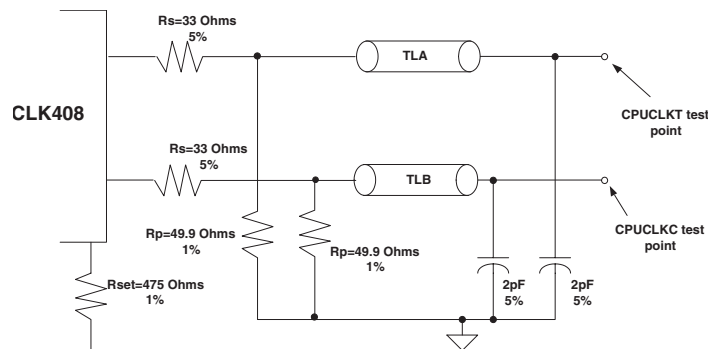 Rs=33 Ohms
5%
TLA
CLK408
CPUCLKT test
point
Rs=33 Ohms
5%
TLB
CPUCLKC test
point
Rp=49.9 Ohms
1%
Rp=49.9 Ohms
1%
Rset=475 Ohms
1%
2pF
5%
2pF
5%